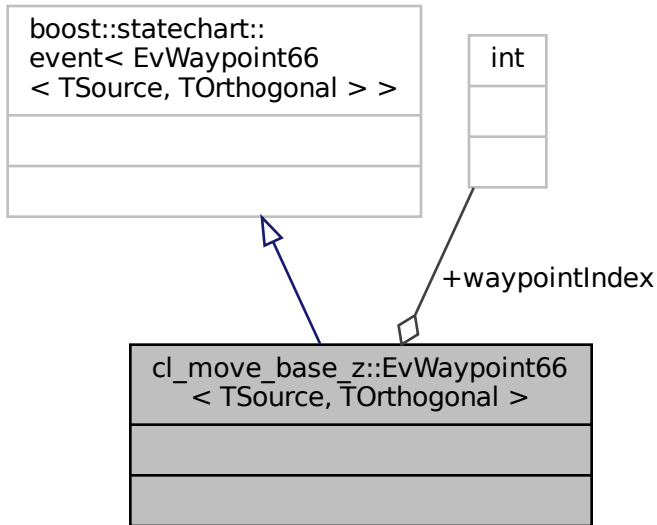 boost::statechart::
event< EvWaypoint66
< TSource, TOrthogonal > >
int
+waypointIndex
cl_move_base_z::EvWaypoint66
< TSource, TOrthogonal >